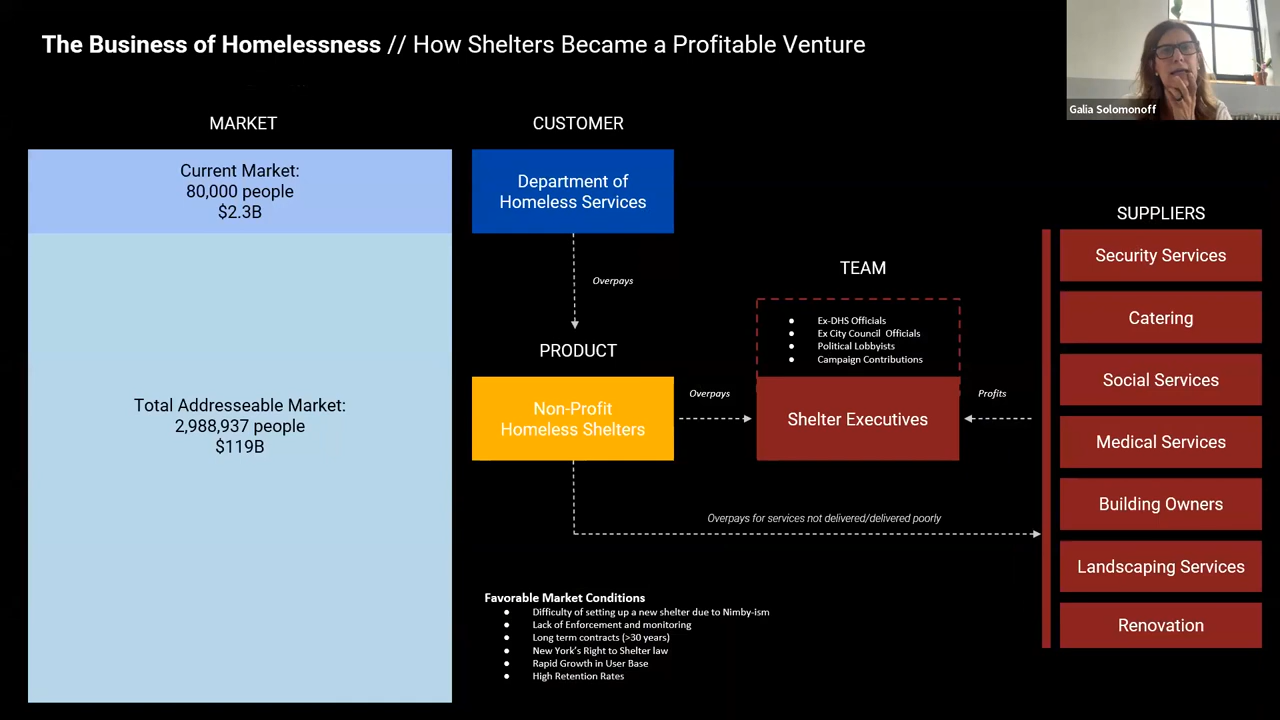 The Business of Homelessness // How Shelters Became a Profitable Venture
Galia Solomonoff
MARKET
Current Market:
80,000 people
$2.3B
Total Addresseable Market:
2,988,937 people
$119B
CUSTOMER
Department of
Homeless Services
Overpays
PRODUCT
Non-Profit
Homeless Shelters
Overpays
TEAM
● Ex-DHS Officials
● Ex City Council Officials
● Political Lobbyists
● Campaign Contributions
Shelter Executives
Profits
Overpays for services not delivered/delivered poorly
SUPPLIERS
Security Services
Catering
Social Services
Medical Services
Building Owners
Landscaping Services
Renovation
Favorable Market Conditions
● Difficulty of setting up a new shelter due to Nimby-ism
● Lack of Enforcement and monitoring
● Long term contracts (>30 years)
● New York's Right to Shelter law
● Rapid Growth in User Base
● High Retention Rates